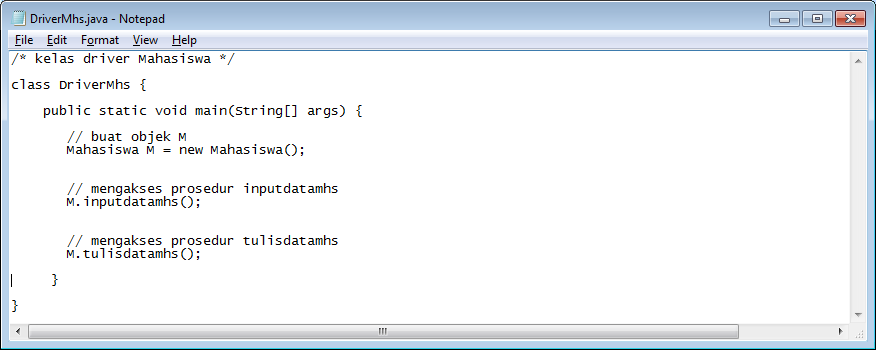 DriverMhs.java - Notepad
File Edit Format View Help
/* kelas driver Mahasiswa */
class DriverMhs {
public static void main(String[] args) {
// buat objek M
Mahasiswa M = new Mahasiswa();
// mengakses prosedur inputdatamhs
M.inputdatamhs();
// mengakses prosedur tulisdatamhs
M.tulisdatamhs();
}
}